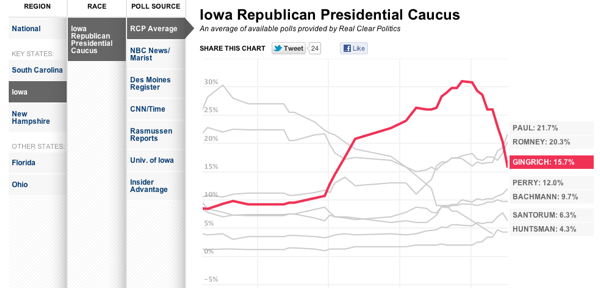 REGION
RACE
POLL SOURCE
National
KEY STATES:
South Carolina
Iowa
New
Hampshire
OTHER STATES:
Florida
Ohio
Iowa
Republican
Presidential
Caucus
RCP Average
NBC News/
Marist
Des Moines
Register
CNN/Time
Rasmussen
Reports
Univ. of Iowa
Insider
Advantage
Iowa Republican Presidential Caucus
An average of available polls provided by Real Clear Politics
SHARE THIS CHART
Tweet
24
Like
30%
25%
20%
15%
10%
5%
0%
−5%
PAUL: 21.7%
ROMNEY: 20.3%
GINGRICH: 15.7%
PERRY: 12.0%
BACHMANN: 9.7%
SANTORUM: 6.3%
HUNTSMAN: 4.3%